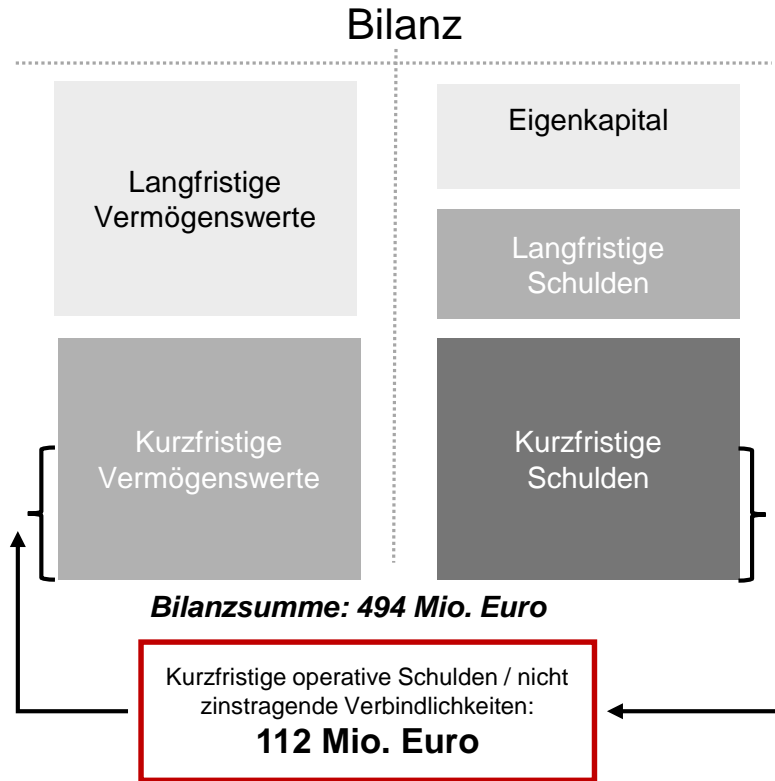 Bilanz
Langfristige
Vermögenswerte
Kurzfristige
Vermögenswerte
Eigenkapital
Langfristige
Schulden
Kurzfristige
Schulden
Bilanzsumme: 494 Mio. Euro
Kurzfristige operative Schulden / nicht
zinstragende Verbindlichkeiten:
112 Mio. Euro